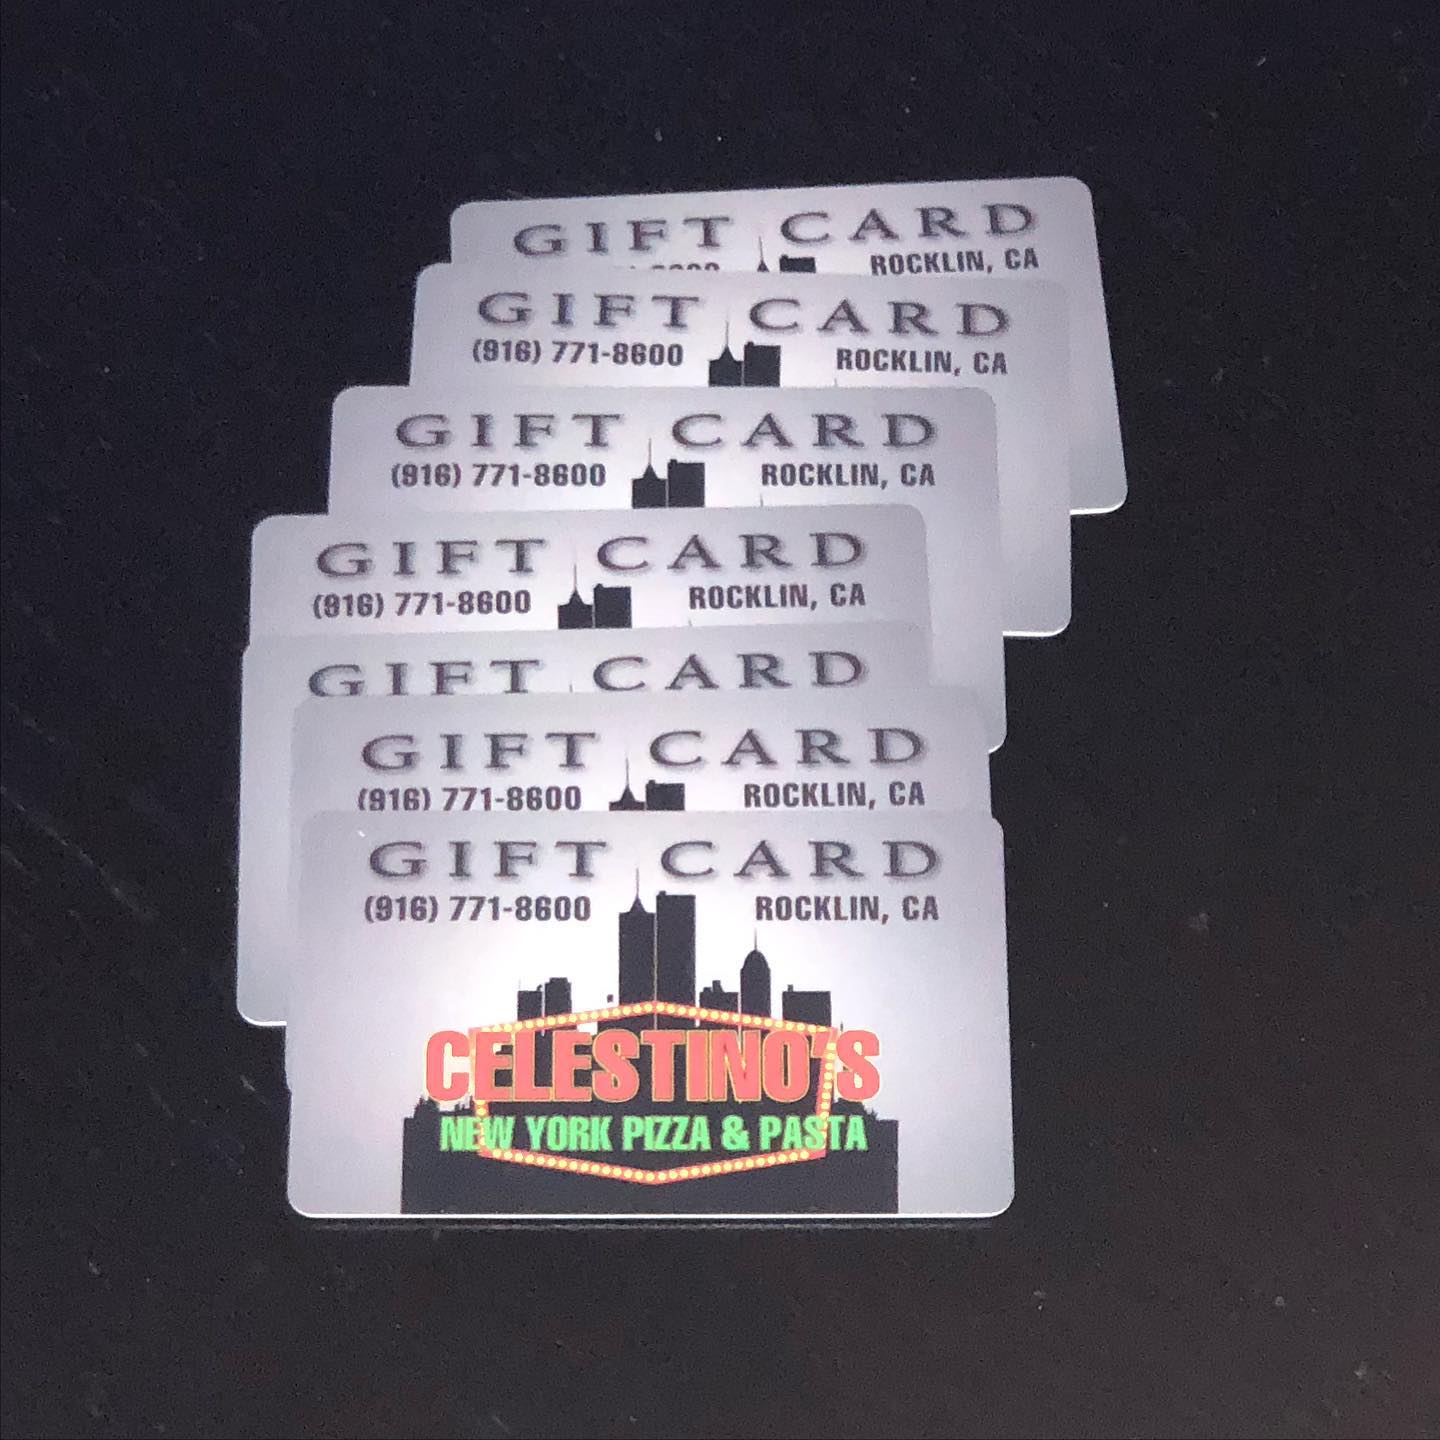 GIFT CARD
ROCKLIN, CA
GIFT CARD
(916) 771-8600 ROCKLIN, CA
GIFT CARD
(916) 771-8600 ROCKLIN, CA
GIFT CARD
(916) 771-8600 ROCKLIN, CA
GIFT CARD
GIFT CARD
(916) 771-8600 ROCKLIN, CA
GIFT CARD
(916) 771-8600 ROCKLIN, CA
CELESTINO'S
NEW YORK PIZZA & PASTA